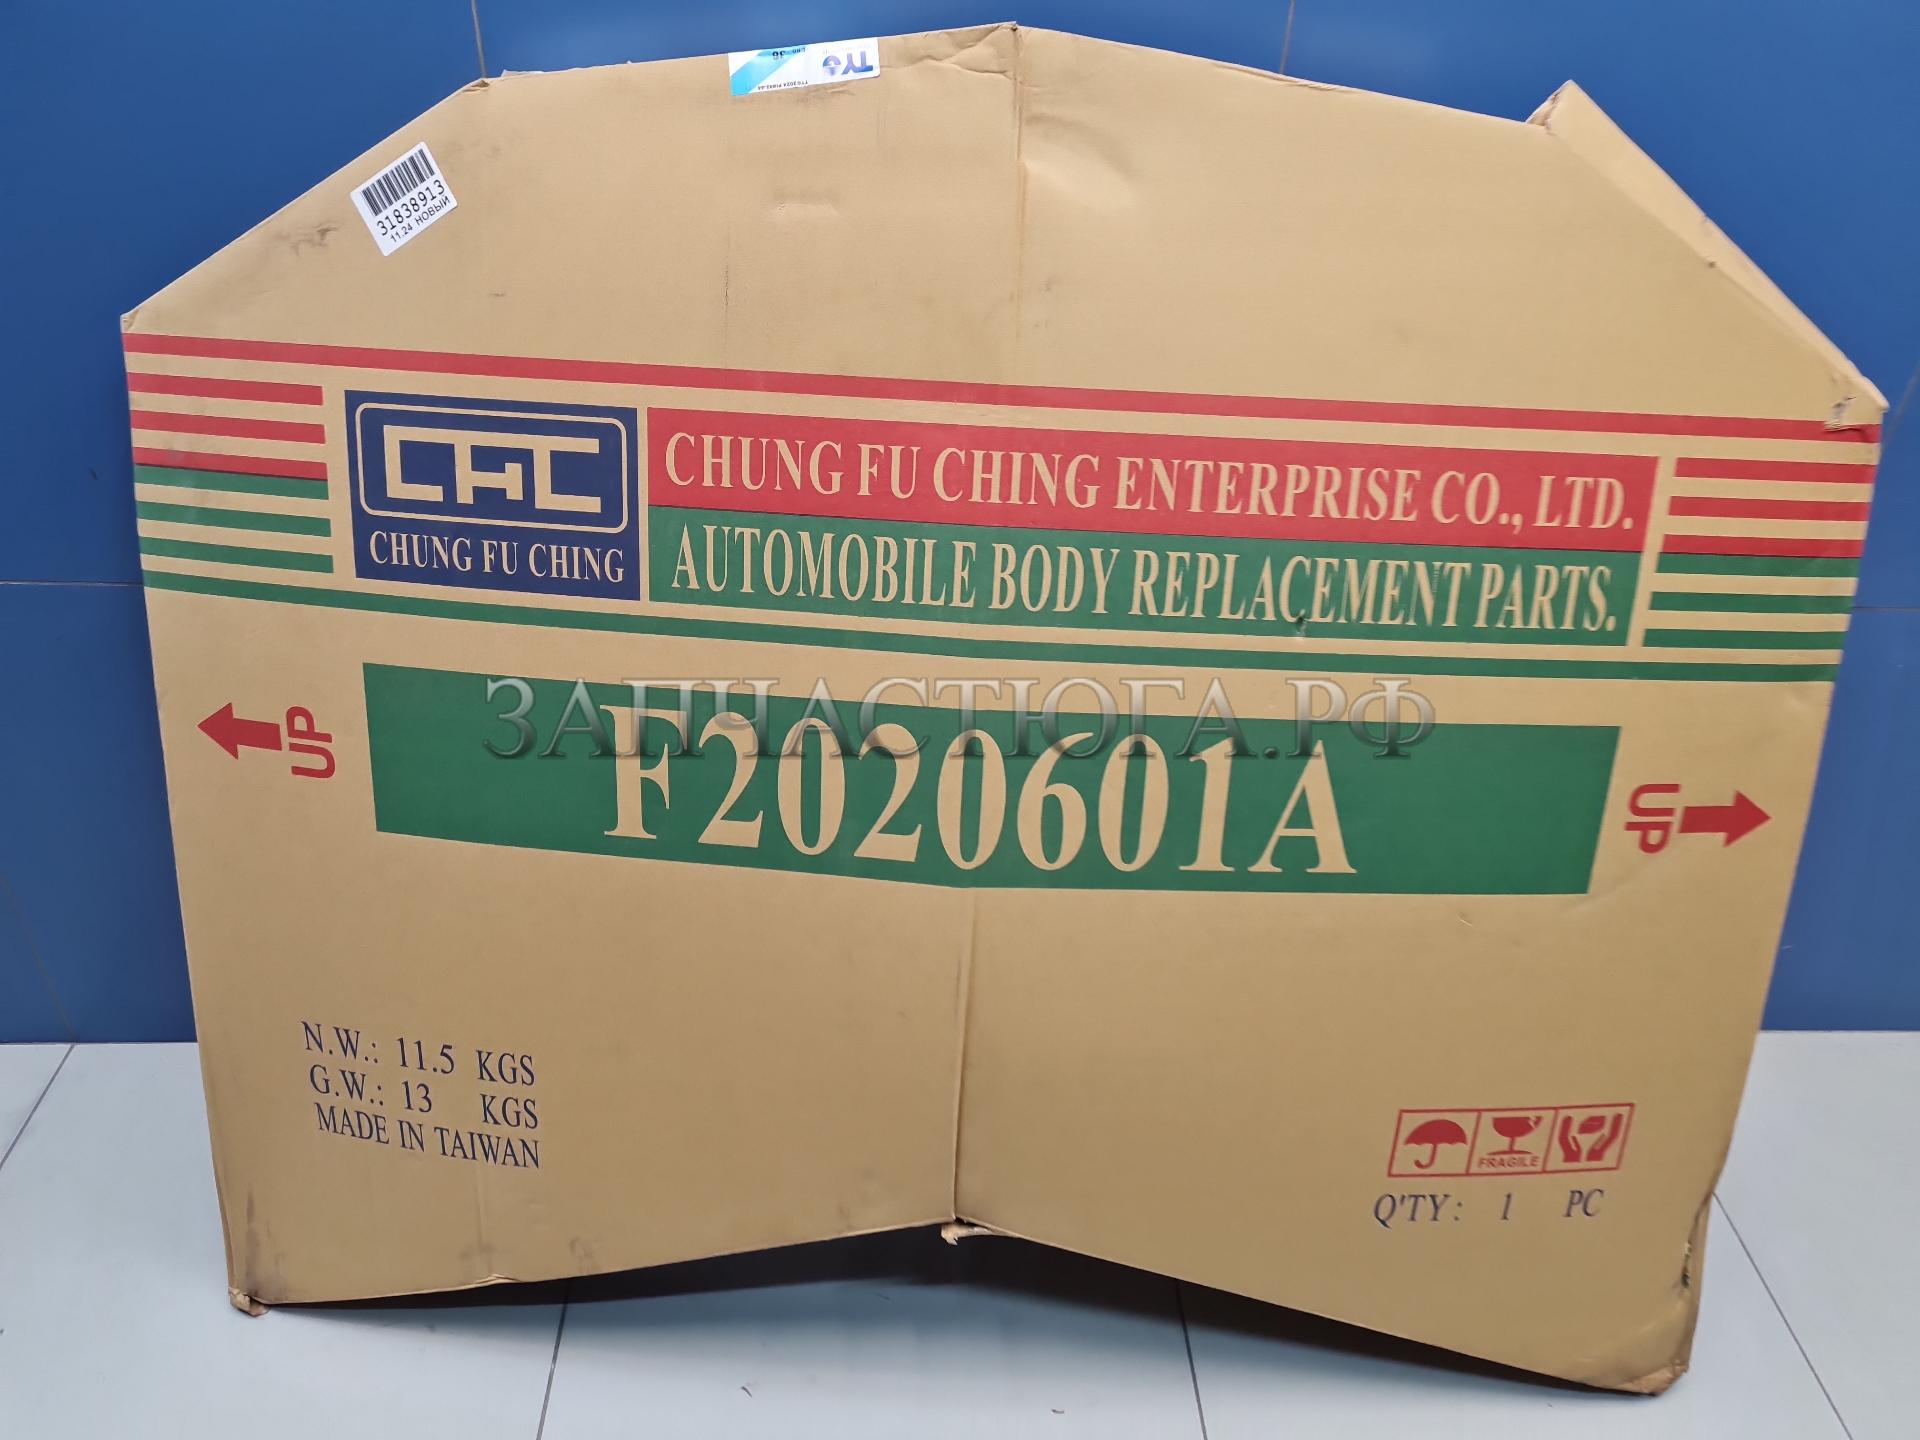 TYG
31838913
11.24 НОВЫЙ
CFC
CHUNG FU CHING
CHUNG FU CHING ENTERPRISE CO., LTD.
AUTOMOBILE BODY REPLACEMENT PARTS.
ЗАПЧАСТЮГА.РФ
UP
F2020601A
UP
N.W.: 11.5 KGS
G.W.: 13 KGS
MADE IN TAIWAN
FRAGILE
Q'TY: 1 PC